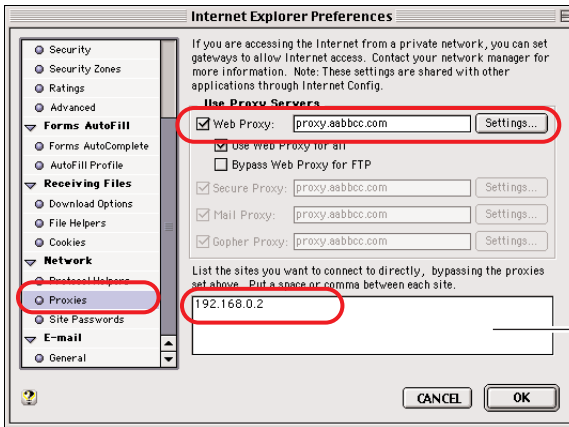 Internet Explorer Preferences
Security
Security Zones
Ratings
Advanced
Forms AutoFill
Forms AutoComplete
AutoFill Profile
Receiving Files
Download Options
File Helpers
Cookies
Network
Protocol Helpers
Proxies
Site Passwords
E-mail
General
If you are accessing the Internet from a private network, you can set
gateways to allow Internet access. Contact your network manager for
more information. Note: These settings are shared with other
applications through Internet Config.
Use Proxy Servers
Web Proxy: proxy.aabbcc.com Settings...
Use Web Proxy for all
Bypass Web Proxy for FTP
Secure Proxy: proxy.aabbcc.com Settings...
Mail Proxy: proxy.aabbcc.com Settings...
Gopher Proxy: proxy.aabbcc.com Settings...
List the sites you want to connect to directly, bypassing the proxies
set above. Put a space or comma between each site.
192.168.0.2
?
CANCEL OK